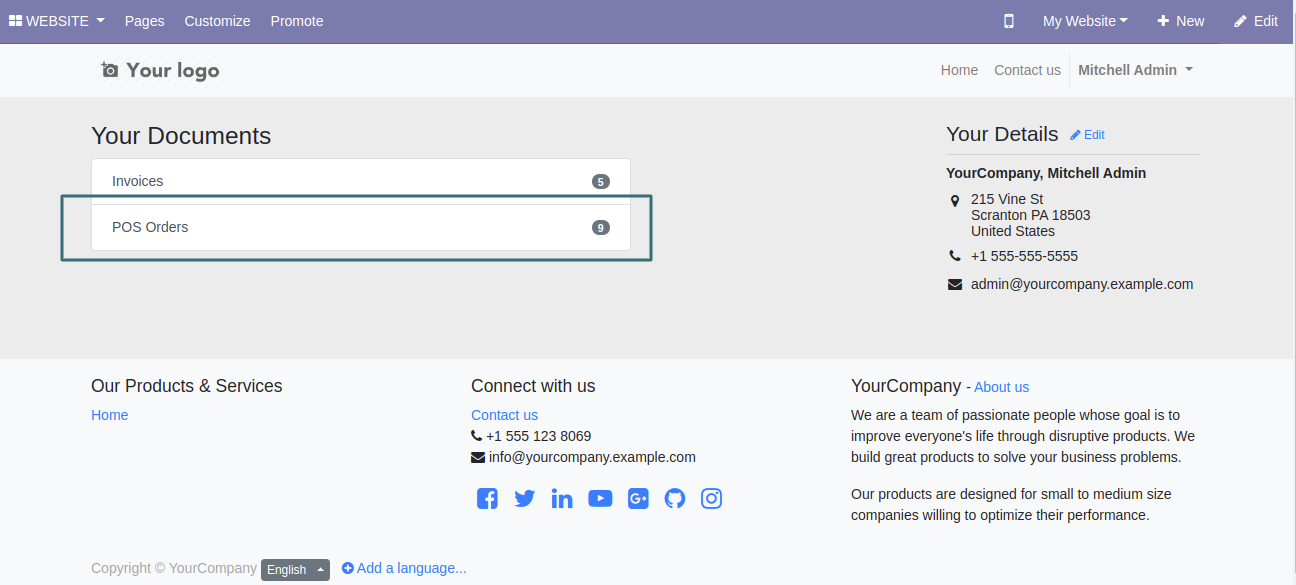 WEBSITE Pages Customize Promote My Website New Edit
Your logo Home Contact us Mitchell Admin
Your Documents
Invoices 5
POS Orders 9
Your Details Edit
YourCompany, Mitchell Admin
215 Vine St
Scranton PA 18503
United States
+1 555-555-5555
admin@yourcompany.example.com
Our Products & Services
Home
Connect with us
Contact us
+1 555 123 8069
info@yourcompany.example.com
YourCompany - About us
We are a team of passionate people whose goal is to
improve everyone's life through disruptive products. We
build great products to solve your business problems.
Our products are designed for small to medium size
companies willing to optimize their performance.
Copyright © YourCompany English Add a language...